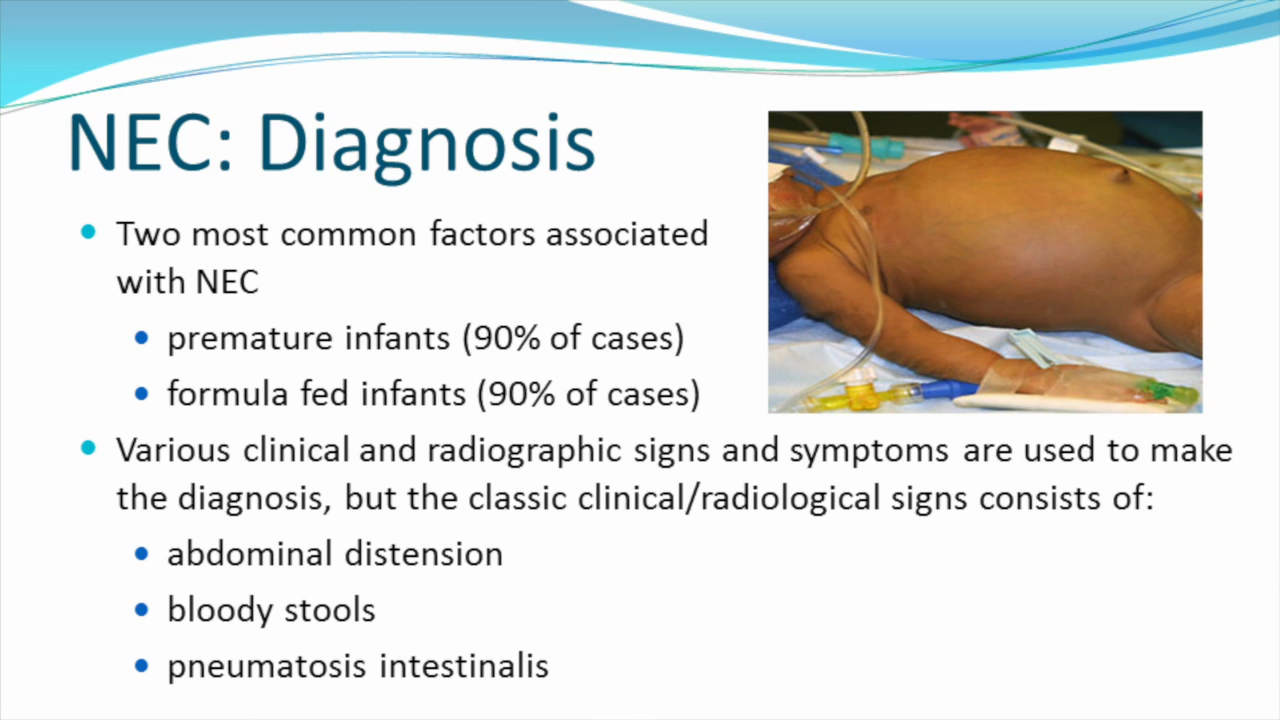 NEC: Diagnosis
Two most common factors associated
with NEC
premature infants (90% of cases)
formula fed infants (90% of cases)
Various clinical and radiographic signs and symptoms are used to make
the diagnosis, but the classic clinical/radiological signs consists of:
abdominal distension
bloody stools
pneumatosis intestinalis